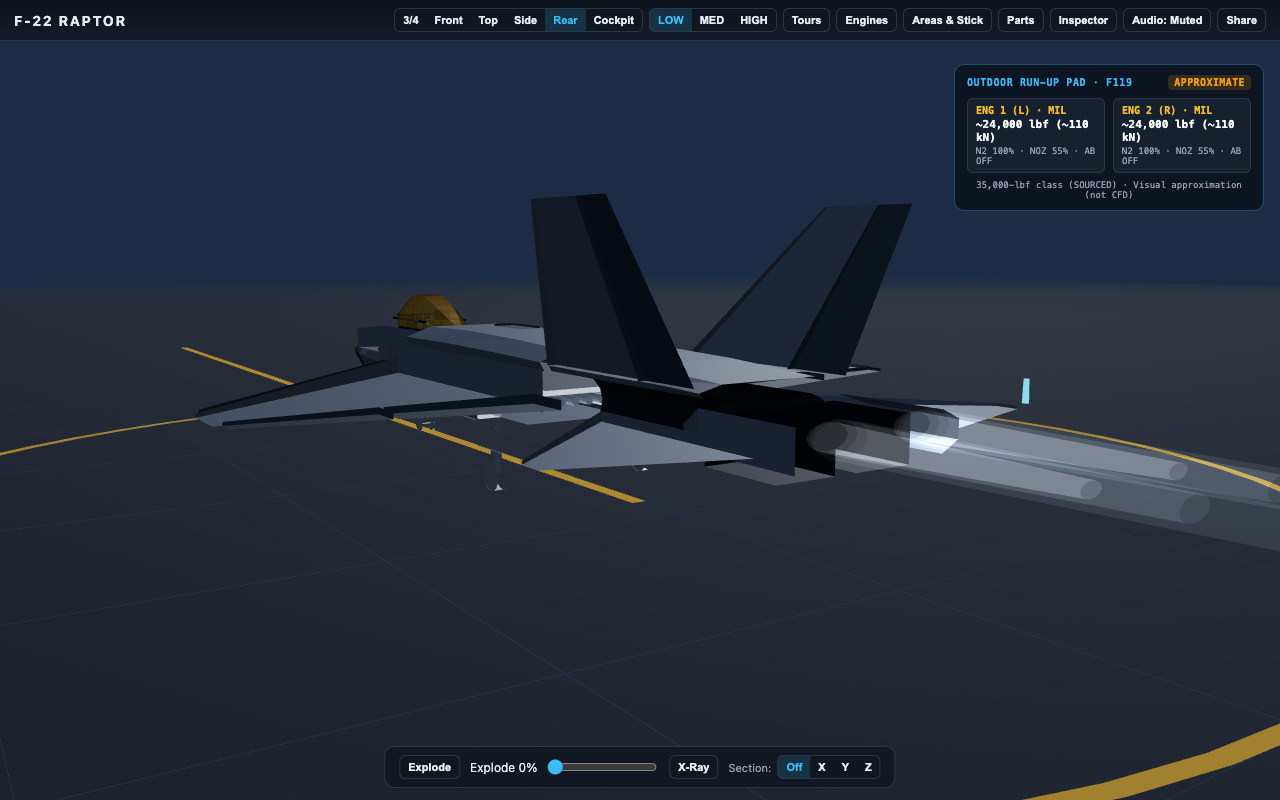 F-22 RAPTOR
3/4 Front Top Side Rear Cockpit LOW MED HIGH Tours Engines Areas & Stick Parts Inspector Audio: Muted Share
OUTDOOR RUN-UP PAD · F119 APPROXIMATE
ENG 1 (L) · MIL
~24,000 lbf (~110
kN)
N2 100% · NOZ 55% · AB
OFF
ENG 2 (R) · MIL
~24,000 lbf (~110
kN)
N2 100% · NOZ 55% · AB
OFF
35,000-lbf class (SOURCED) · Visual approximation
(not CFD)
Explode Explode 0% X-Ray Section: Off X Y Z